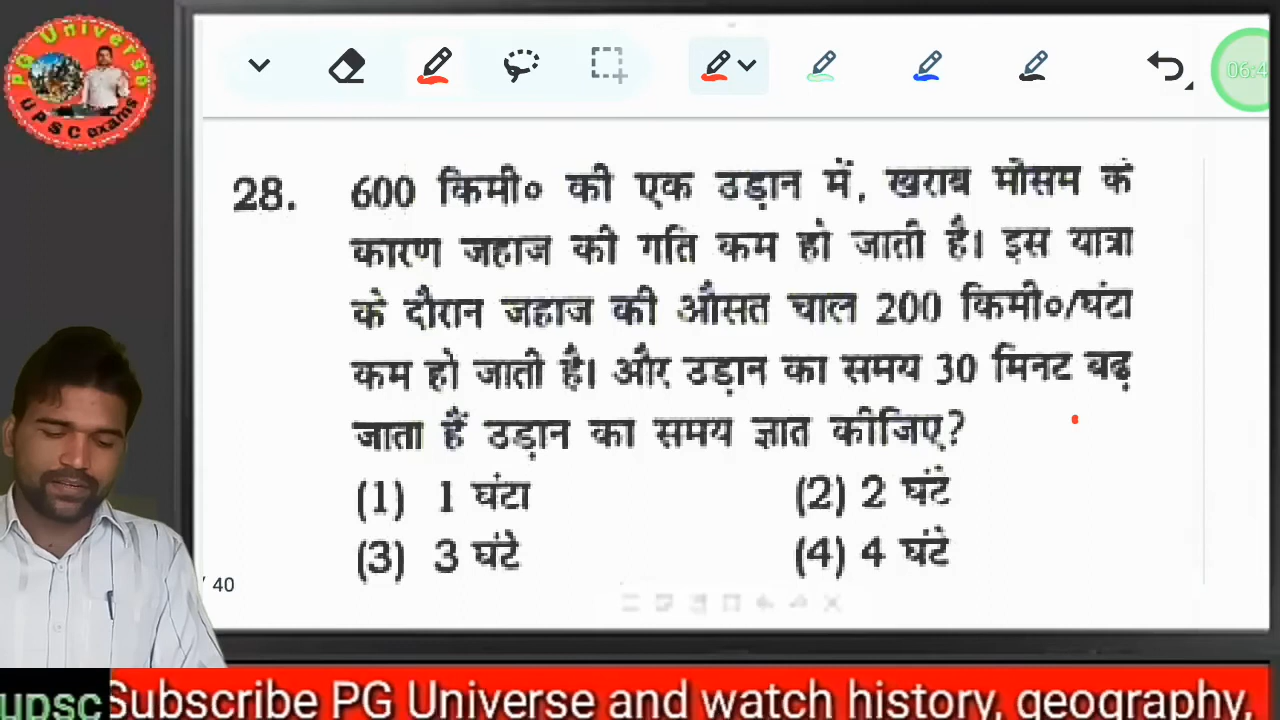 PG Universe
UPSC exams
06:4
28. 600 किमी० की एक उड़ान में, खराब मौसम के
कारण जहाज की गति कम हो जाती है। इस यात्रा
के दौरान जहाज की औसत चाल 200 किमी०/घंटा
कम हो जाती है। और उड़ान का समय 30 मिनट बढ़
जाता हैं उड़ान का समय ज्ञात कीजिए?
(1) 1 घंटा (2) 2 घंटे
(3) 3 घंटे (4) 4 घंटे
/ 40
upsc Subscribe PG Universe and watch history, geography,